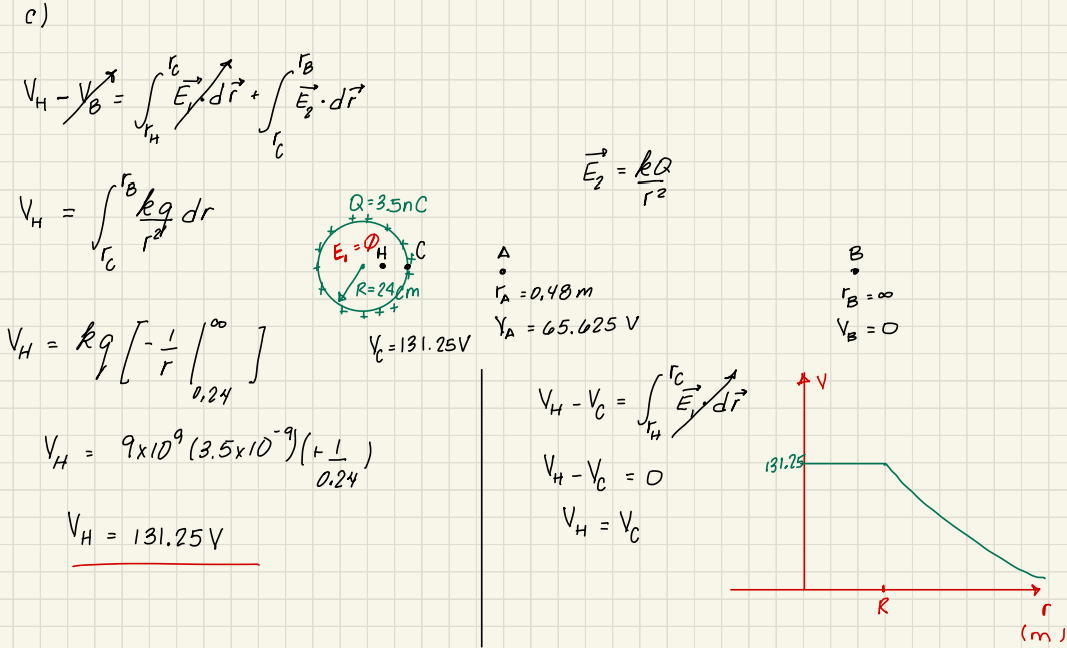 c)
V_H - V_B = ∫_{r_H}^{r_C} E⃗_1 · dr⃗ + ∫_{r_C}^{r_B} E⃗_2 · dr⃗
E⃗_2 = kQ/r²
V_H = ∫_{r_C}^{r_B} kq/r² dr
Q = 3.5nC
E_1 = 0
H
C
R = 24cm
V_C = 131.25V
A
r_A = 0.48 m
V_A = 65.625 V
B
r_B = ∞
V_B = 0
V_H = kq [ -1/r |_{0.24}^{∞} ]
V_H = 9x10⁹ (3.5x10⁻⁹)(+1/0.24)
V_H = 131.25 V
V_H - V_C = ∫_{r_H}^{r_C} E⃗_1 · dr⃗
V_H - V_C = 0
V_H = V_C
V
131.25
R
r
(m)